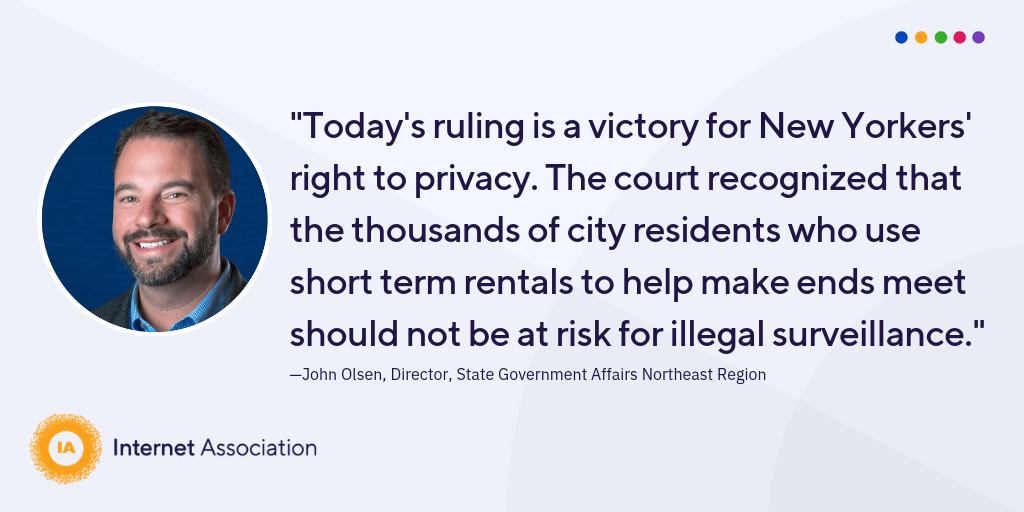 "Today's ruling is a victory for New Yorkers'
right to privacy. The court recognized that
the thousands of city residents who use
short term rentals to help make ends meet
should not be at risk for illegal surveillance."
—John Olsen, Director, State Government Affairs Northeast Region
IA Internet Association